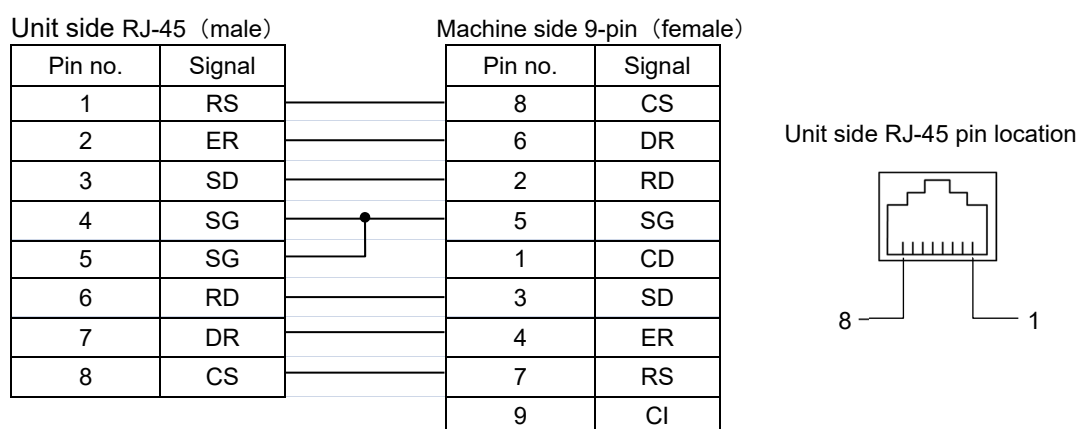 Unit side RJ-45（male）
Machine side 9-pin（female）
Pin no. Signal Pin no. Signal
1 RS 8 CS
2 ER 6 DR
3 SD 2 RD
4 SG 5 SG
5 SG 1 CD
6 RD 3 SD
7 DR 4 ER
8 CS 7 RS
9 CI
Unit side RJ-45 pin location
8 1